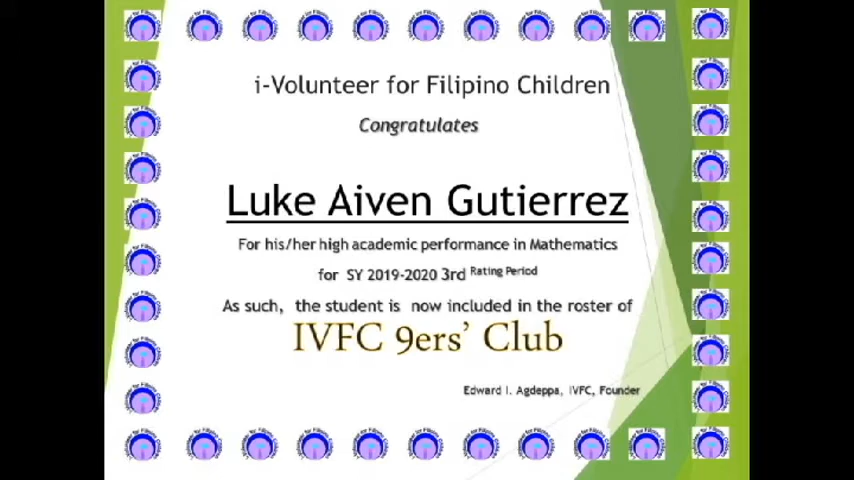 i-Volunteer for Filipino Children
Congratulates
Luke Aiven Gutierrez
For his/her high academic performance in Mathematics
for SY 2019-2020 3rd Rating Period
As such, the student is now included in the roster of
IVFC 9ers' Club
Edward I. Agdeppa, IVFC, Founder